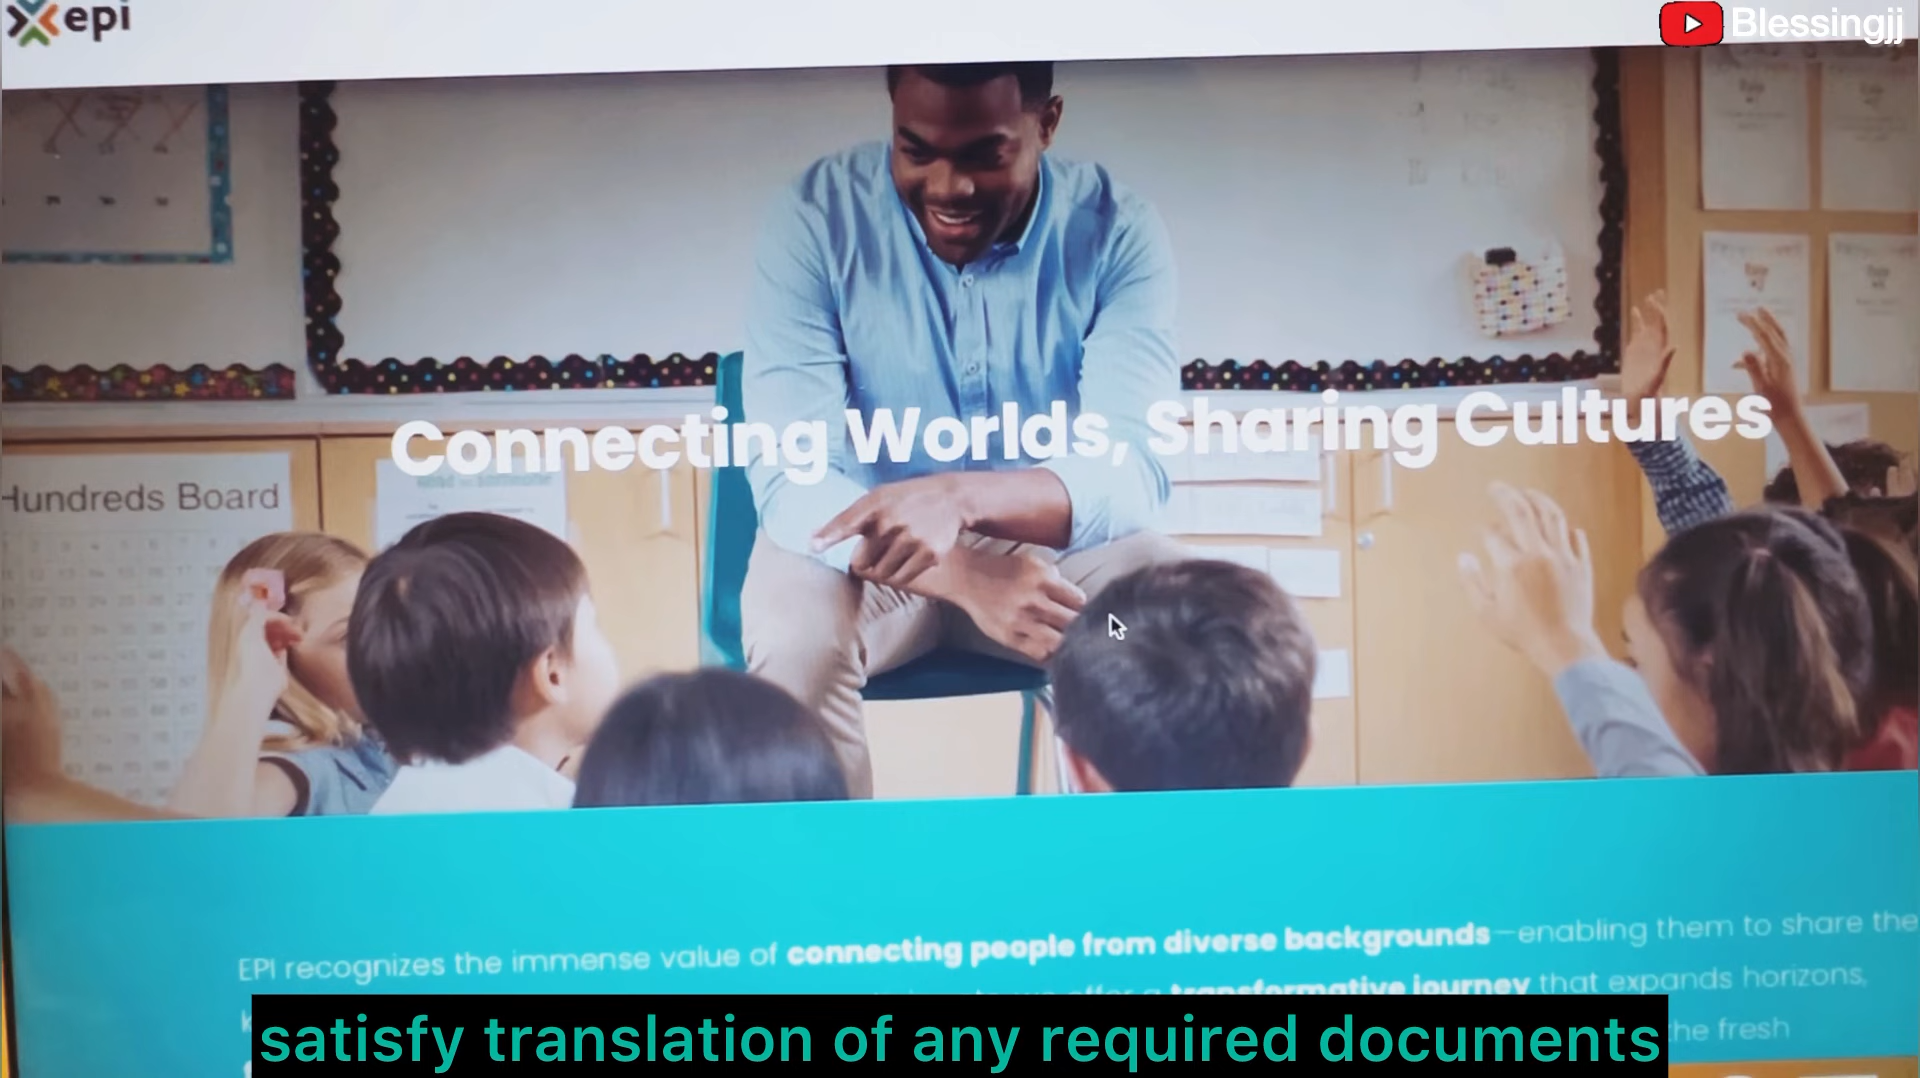 epi
Blessingjj
Connecting Worlds, Sharing Cultures
Hundreds Board
EPI recognizes the immense value of connecting people from diverse backgrounds—enabling them to share the
offer a transformative journey that expands horizons,
the fresh
satisfy translation of any required documents